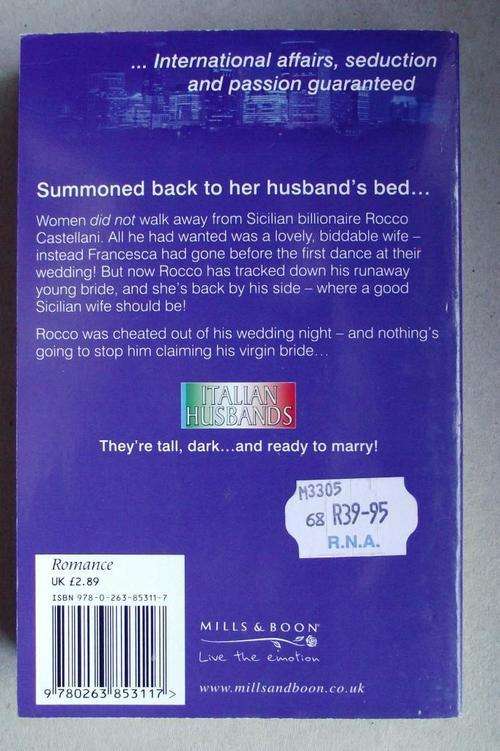 ... International affairs, seduction
and passion guaranteed
Summoned back to her husband's bed...
Women did not walk away from Sicilian billionaire Rocco
Castellani. All he had wanted was a lovely, biddable wife –
instead Francesca had gone before the first dance at their
wedding! But now Rocco has tracked down his runaway
young bride, and she's back by his side – where a good
Sicilian wife should be!
Rocco was cheated out of his wedding night – and nothing's
going to stop him claiming his virgin bride...
ITALIAN
HUSBANDS
They're tall, dark...and ready to marry!
M3305
68 R39-95
R.N.A.
Romance
UK £2.89
ISBN 978-0-263-85311-7
9 780263 853117 >
MILLS & BOON®
Live the emotion
www.millsandboon.co.uk